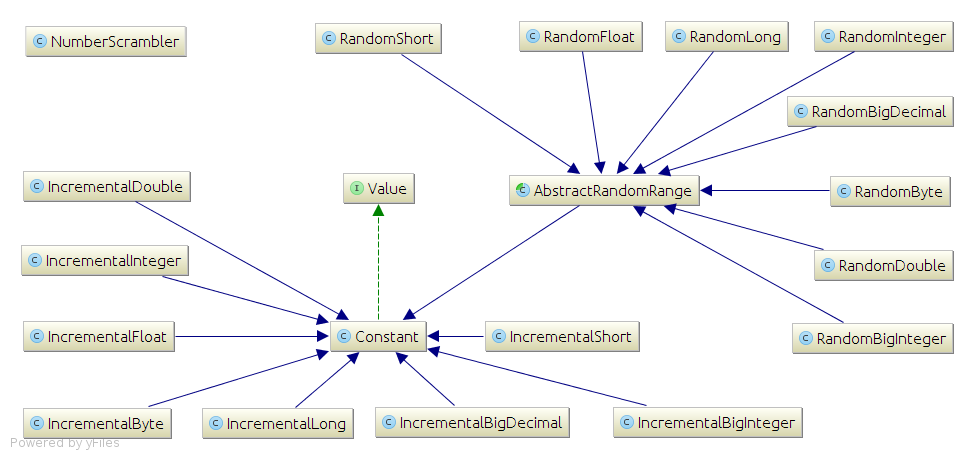 C NumberScrambler
C RandomShort
C RandomFloat
C RandomLong
C RandomInteger
C RandomBigDecimal
C IncrementalDouble
I Value
C AbstractRandomRange
C RandomByte
C IncrementalInteger
C RandomDouble
C IncrementalFloat
C Constant
C IncrementalShort
C RandomBigInteger
C IncrementalByte
C IncrementalLong
C IncrementalBigDecimal
C IncrementalBigInteger
Powered by yFiles